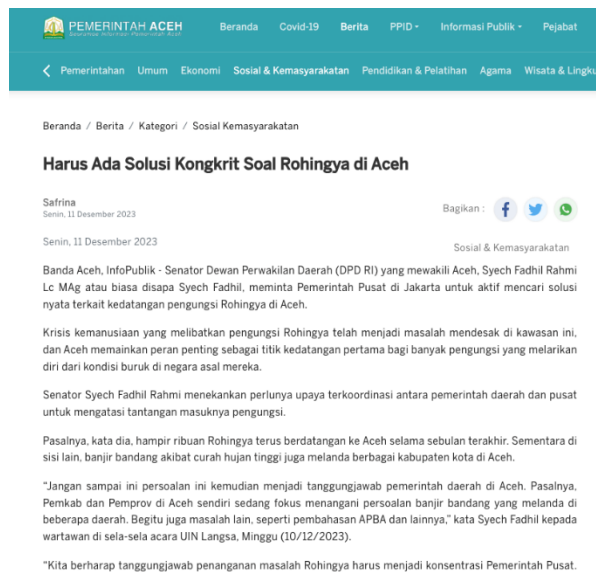 PEMERINTAH ACEH
Beranda Covid-19 Berita PPID Informasi Publik Pejabat
Pemerintahan Umum Ekonomi Sosial & Kemasyarakatan Pendidikan & Pelatihan Agama Wisata & Lingku
Beranda / Berita / Kategori / Sosial Kemasyarakatan
Harus Ada Solusi Kongkrit Soal Rohingya di Aceh
Safrina
Senin, 11 Desember 2023
Bagikan :
Senin, 11 Desember 2023
Sosial & Kemasyarakatan
Banda Aceh, InfoPublik - Senator Dewan Perwakilan Daerah (DPD RI) yang mewakili Aceh, Syech Fadhil Rahmi
Lc MAg atau biasa disapa Syech Fadhil, meminta Pemerintah Pusat di Jakarta untuk aktif mencari solusi
nyata terkait kedatangan pengungsi Rohingya di Aceh.
Krisis kemanusiaan yang melibatkan pengungsi Rohingya telah menjadi masalah mendesak di kawasan ini,
dan Aceh memainkan peran penting sebagai titik kedatangan pertama bagi banyak pengungsi yang melarikan
diri dari kondisi buruk di negara asal mereka.
Senator Syech Fadhil Rahmi menekankan perlunya upaya terkoordinasi antara pemerintah daerah dan pusat
untuk mengatasi tantangan masuknya pengungsi.
Pasalnya, kata dia, hampir ribuan Rohingya terus berdatangan ke Aceh selama sebulan terakhir. Sementara di
sisi lain, banjir bandang akibat curah hujan tinggi juga melanda berbagai kabupaten kota di Aceh.
"Jangan sampai ini persoalan ini kemudian menjadi tanggungjawab pemerintah daerah di Aceh. Pasalnya,
Pemkab dan Pemprov di Aceh sendiri sedang fokus menangani persoalan banjir bandang yang melanda di
beberapa daerah. Begitu juga masalah lain, seperti pembahasan APBA dan lainnya," kata Syech Fadhil kepada
wartawan di sela-sela acara UIN Langsa, Minggu (10/12/2023).
"Kita berharap tanggungjawab penanganan masalah Rohingya harus menjadi konsentrasi Pemerintah Pusat.